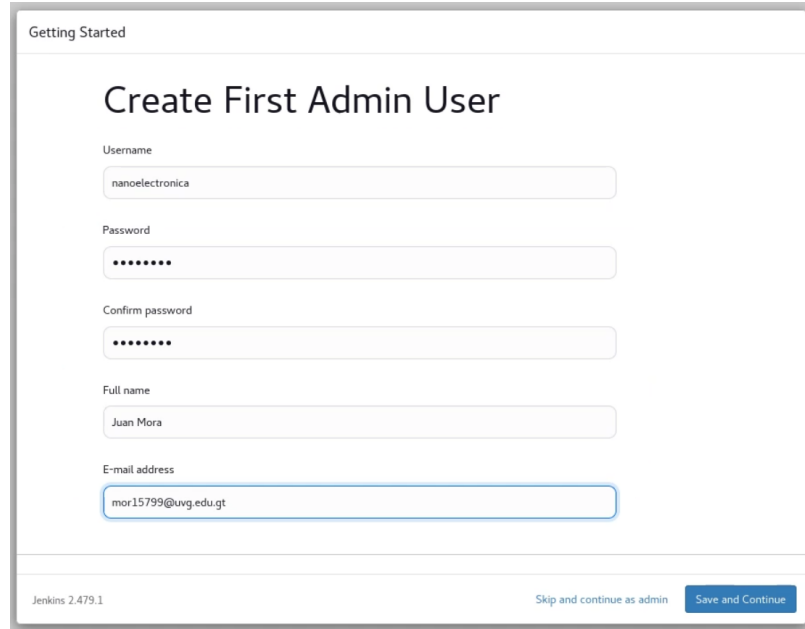 Getting Started
Create First Admin User
Username
nanoelectronica
Password
••••••••
Confirm password
••••••••
Full name
Juan Mora
E-mail address
mor15799@uvg.edu.gt
Jenkins 2.479.1
Skip and continue as admin
Save and Continue